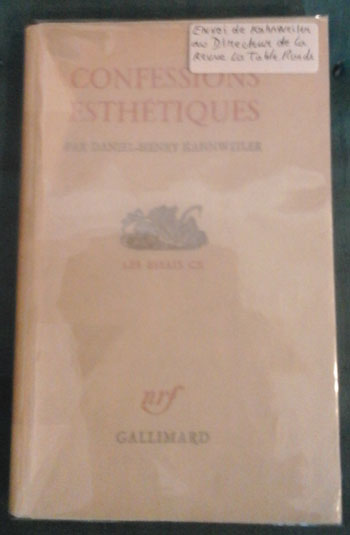 Envoi de Kahnweiler
au Directeur de la
Revue La Table Ronde
CONFESSIONS
ESTHÉTIQUES
PAR DANIEL-HENRY KAHNWEILER
LES ESSAIS CX
nrf
GALLIMARD